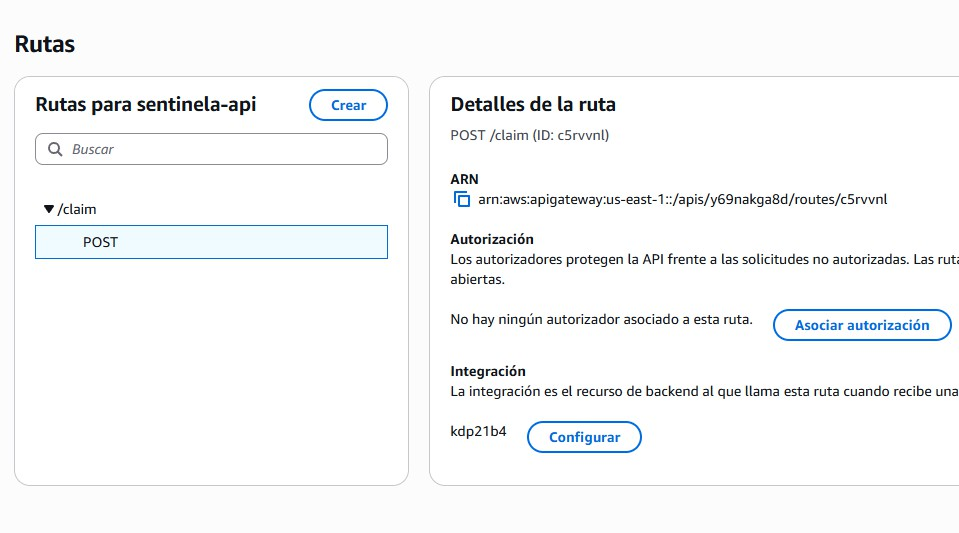 Rutas
Rutas para sentinela-api
Crear
Buscar
/claim
POST
Detalles de la ruta
POST /claim (ID: c5rvvnl)
ARN
arn:aws:apigateway:us-east-1::/apis/y69nakga8d/routes/c5rvvnl
Autorización
Los autorizadores protegen la API frente a las solicitudes no autorizadas. Las ruta
abiertas.
No hay ningún autorizador asociado a esta ruta.
Asociar autorización
Integración
La integración es el recurso de backend al que llama esta ruta cuando recibe una
kdp21b4
Configurar